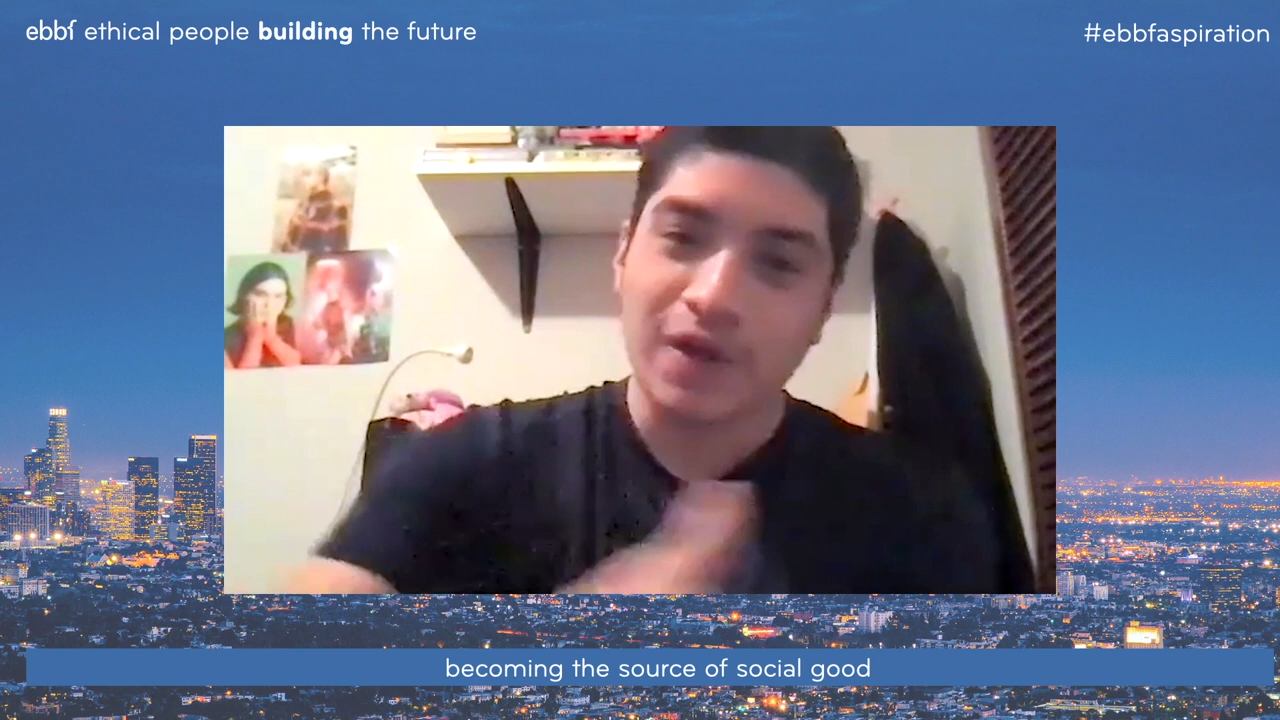 ebbf ethical people building the future
#ebbfaspiration
becoming the source of social good